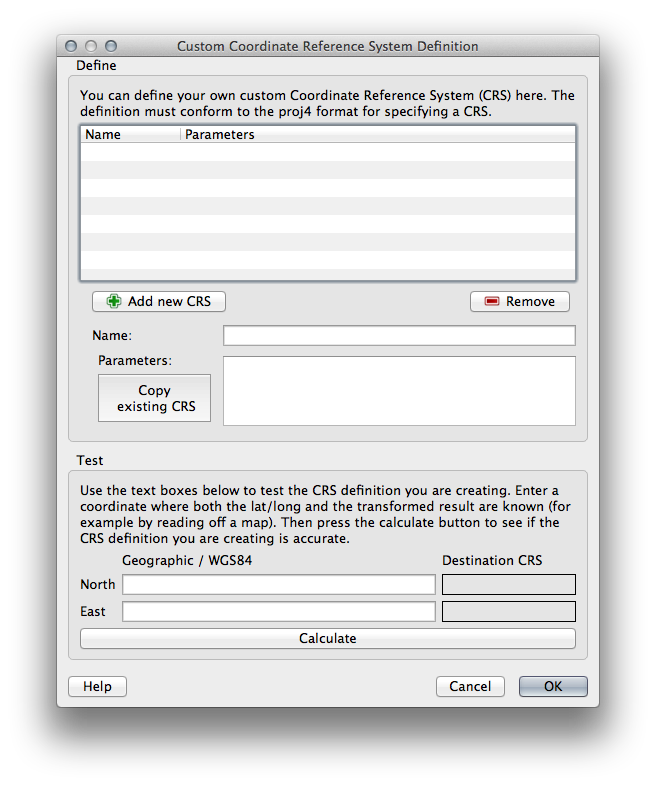 Custom Coordinate Reference System Definition
Define
You can define your own custom Coordinate Reference System (CRS) here. The
definition must conform to the proj4 format for specifying a CRS.
Name Parameters
Add new CRS Remove
Name:
Parameters:
Copy
existing CRS
Test
Use the text boxes below to test the CRS definition you are creating. Enter a
coordinate where both the lat/long and the transformed result are known (for
example by reading off a map). Then press the calculate button to see if the
CRS definition you are creating is accurate.
Geographic / WGS84 Destination CRS
North
East
Calculate
Help Cancel OK